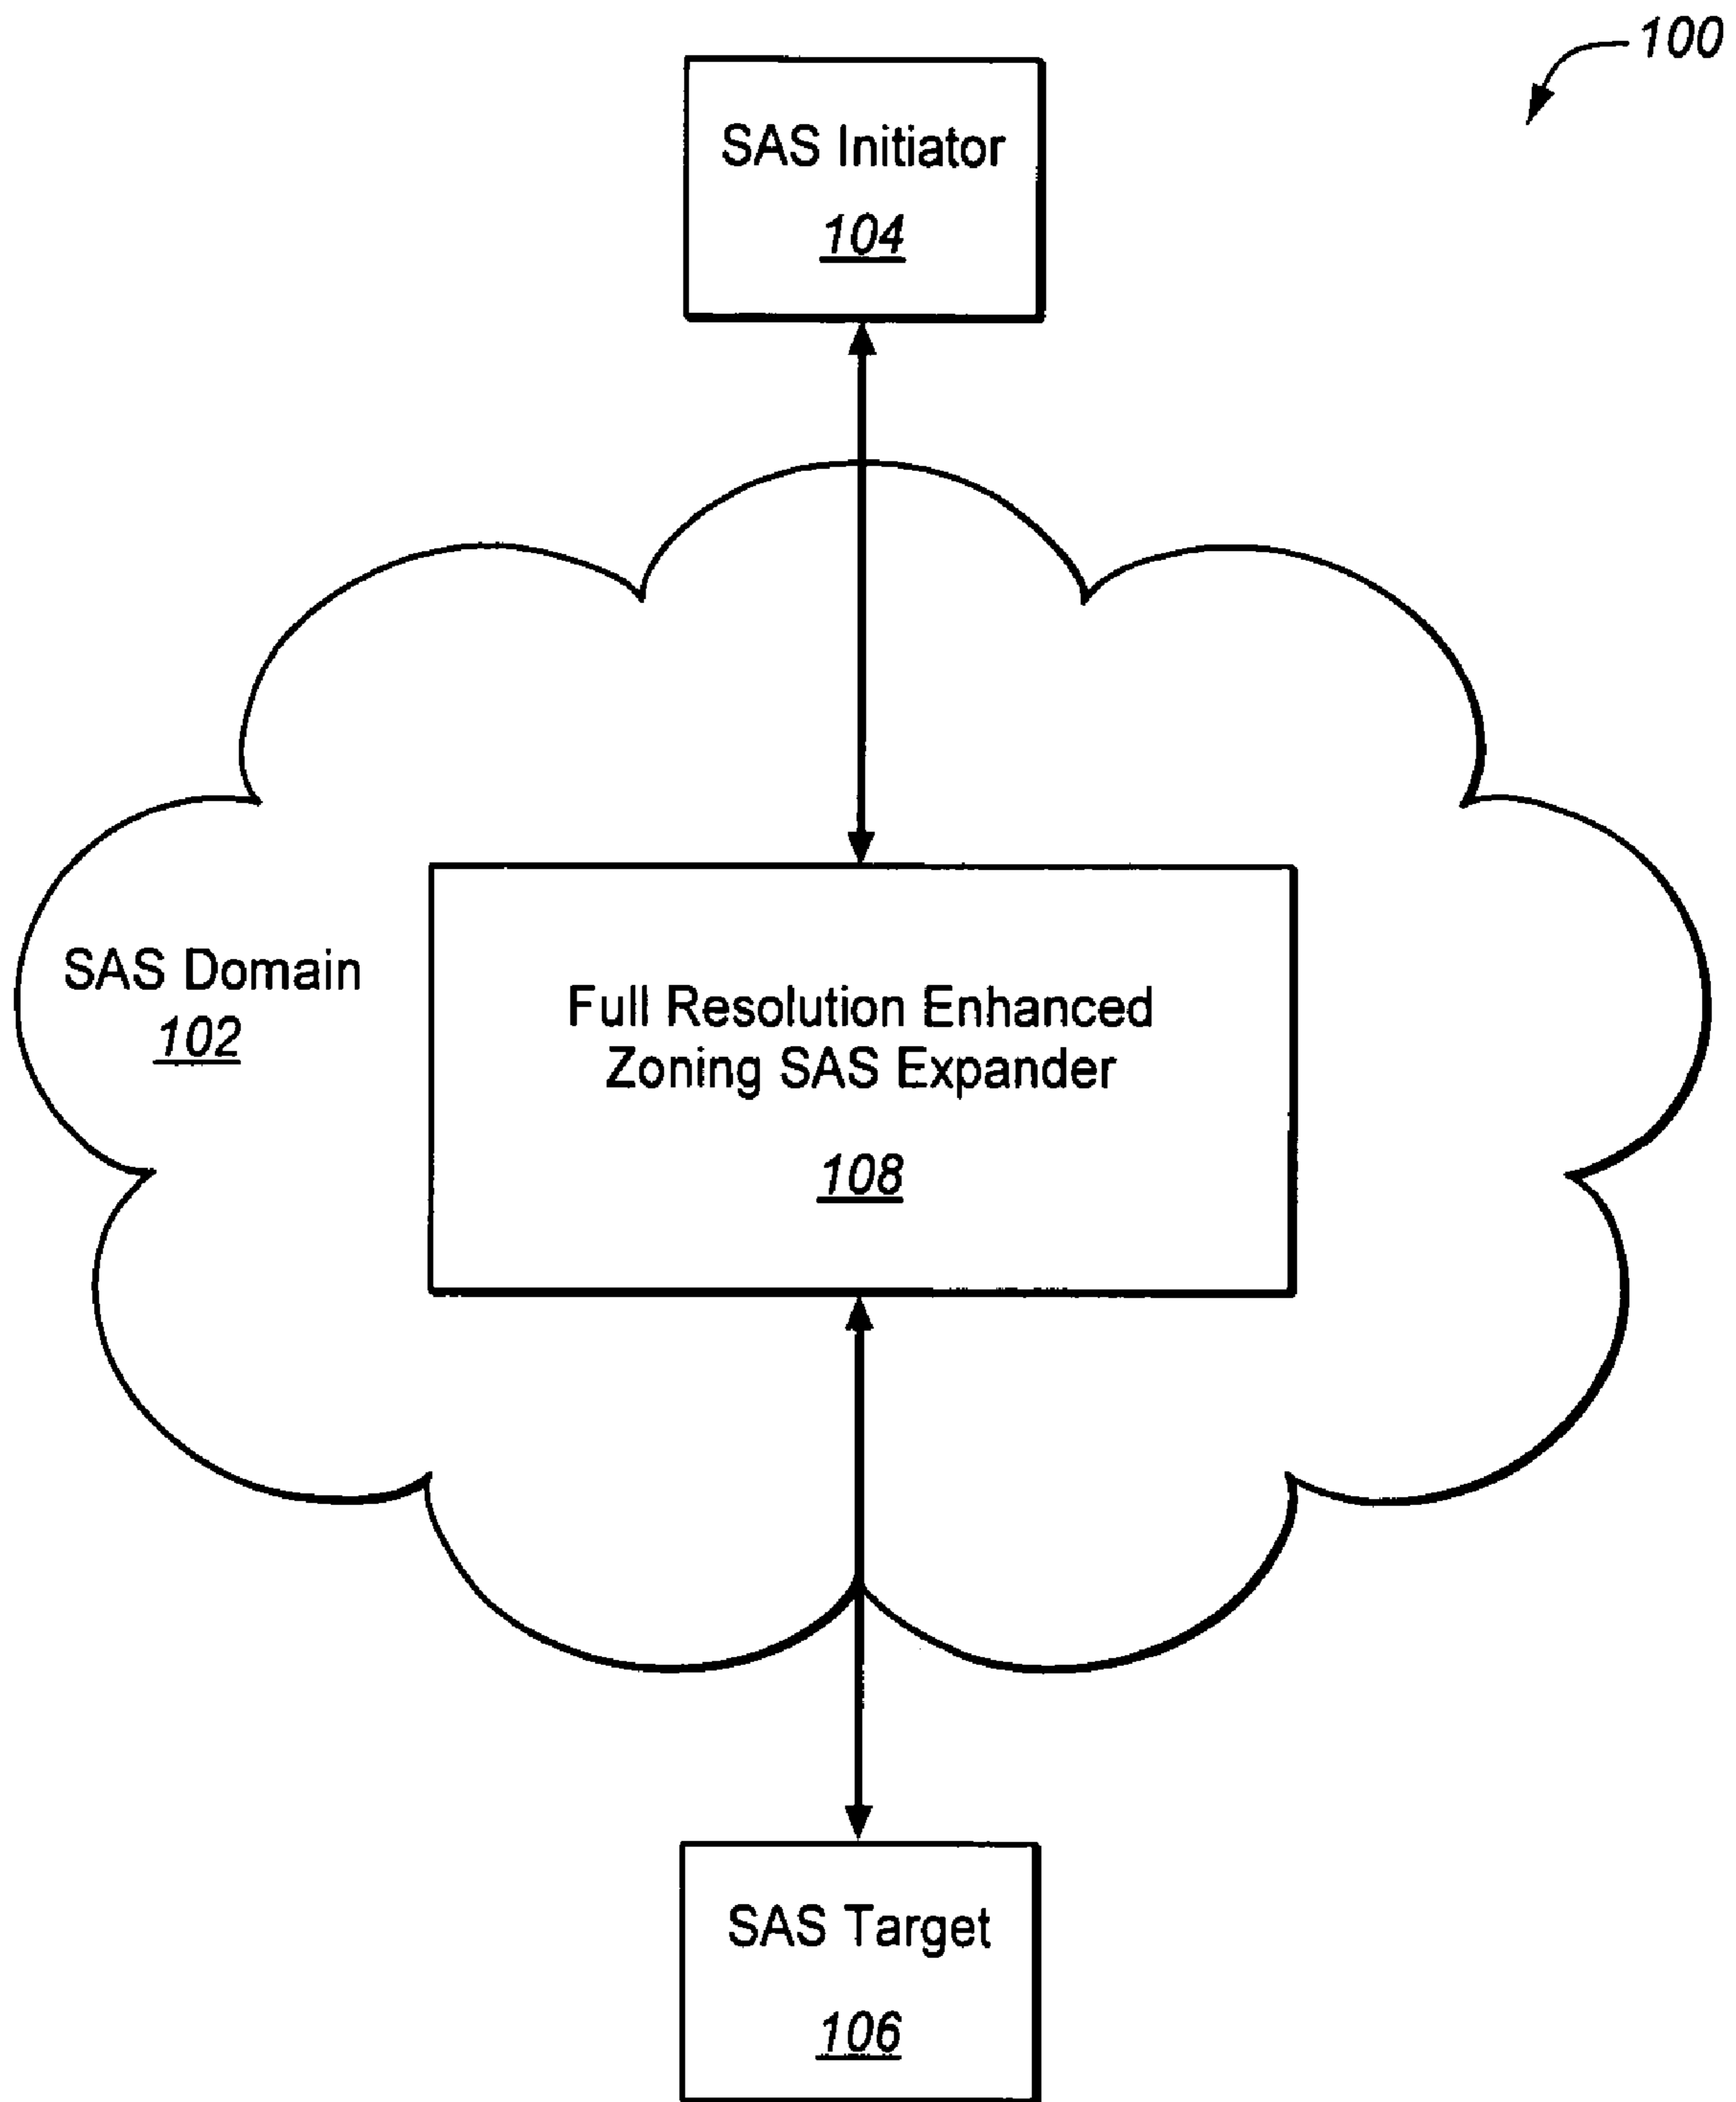 100
SAS Initiator
104
SAS Domain
102
Full Resolution Enhanced
Zoning SAS Expander
108
SAS Target
106